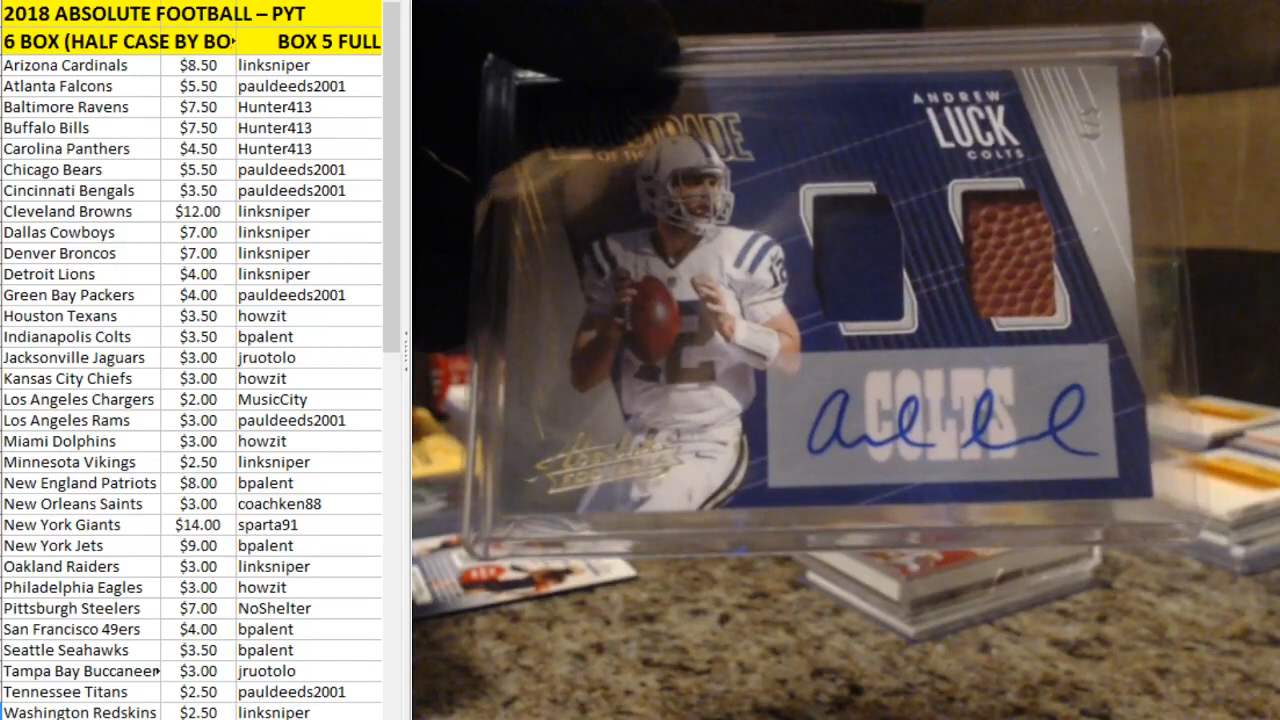 2018 ABSOLUTE FOOTBALL – PYT
6 BOX (HALF CASE BY BO BOX 5 FULL
Arizona Cardinals $8.50 linksniper
Atlanta Falcons $5.50 pauldeeds2001
Baltimore Ravens $7.50 Hunter413
Buffalo Bills $7.50 Hunter413
Carolina Panthers $4.50 Hunter413
Chicago Bears $5.50 pauldeeds2001
Cincinnati Bengals $3.50 pauldeeds2001
Cleveland Browns $12.00 linksniper
Dallas Cowboys $7.00 linksniper
Denver Broncos $7.00 linksniper
Detroit Lions $4.00 linksniper
Green Bay Packers $4.00 pauldeeds2001
Houston Texans $3.50 howzit
Indianapolis Colts $3.50 bpalent
Jacksonville Jaguars $3.00 jruotolo
Kansas City Chiefs $3.00 howzit
Los Angeles Chargers $2.00 MusicCity
Los Angeles Rams $3.00 pauldeeds2001
Miami Dolphins $3.00 howzit
Minnesota Vikings $2.50 linksniper
New England Patriots $8.00 bpalent
New Orleans Saints $3.00 coachken88
New York Giants $14.00 sparta91
New York Jets $9.00 bpalent
Oakland Raiders $3.00 linksniper
Philadelphia Eagles $3.00 howzit
Pittsburgh Steelers $7.00 NoShelter
San Francisco 49ers $4.00 bpalent
Seattle Seahawks $3.50 bpalent
Tampa Bay Buccaneer $3.00 jruotolo
Tennessee Titans $2.50 pauldeeds2001
Washington Redskins $2.50 linksniper
ANDREW
LUCK
COLTS
12
12
COLTS